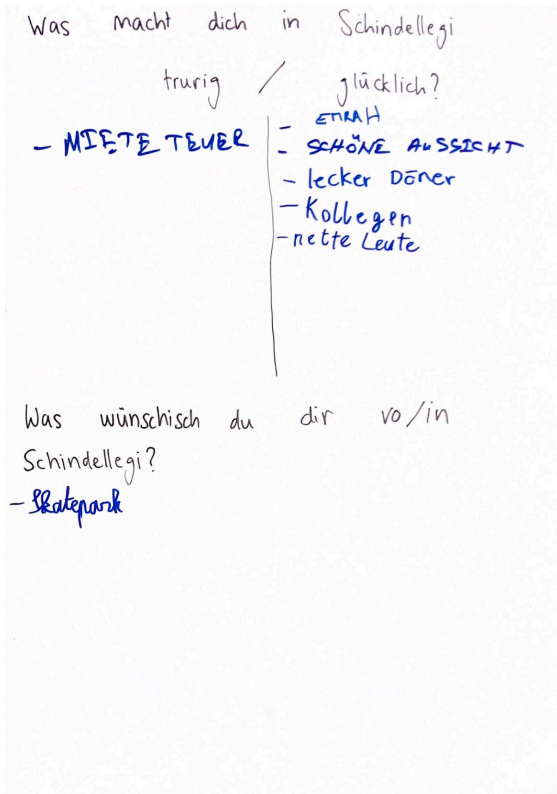 Was macht dich in Schindellegi
trurig / glücklich?
- MIETE TEUER
- EMRAH
- SCHÖNE AUSSICHT
- lecker Döner
- Kollegen
- nette Leute
Was wünschisch du dir vo/in
Schindellegi?
- Skatepark